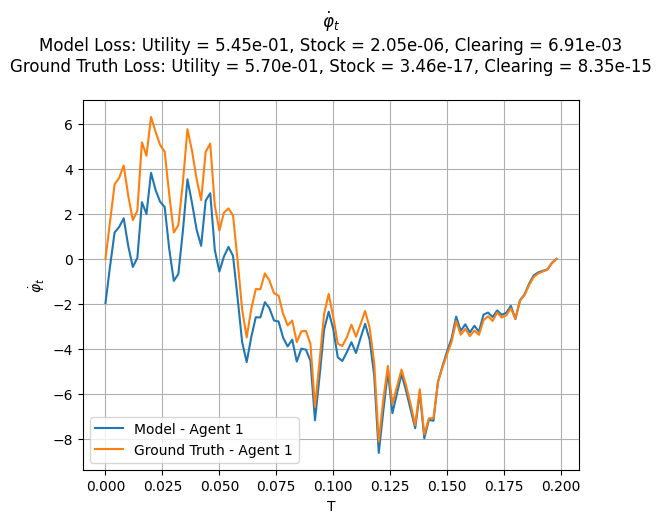 φ̇ₜ
Model Loss: Utility = 5.45e-01, Stock = 2.05e-06, Clearing = 6.91e-03
Ground Truth Loss: Utility = 5.70e-01, Stock = 3.46e-17, Clearing = 8.35e-15
6
4
2
0
−2
−4
−6
−8
φ̇ₜ
Model - Agent 1
Ground Truth - Agent 1
0.000 0.025 0.050 0.075 0.100 0.125 0.150 0.175 0.200
T